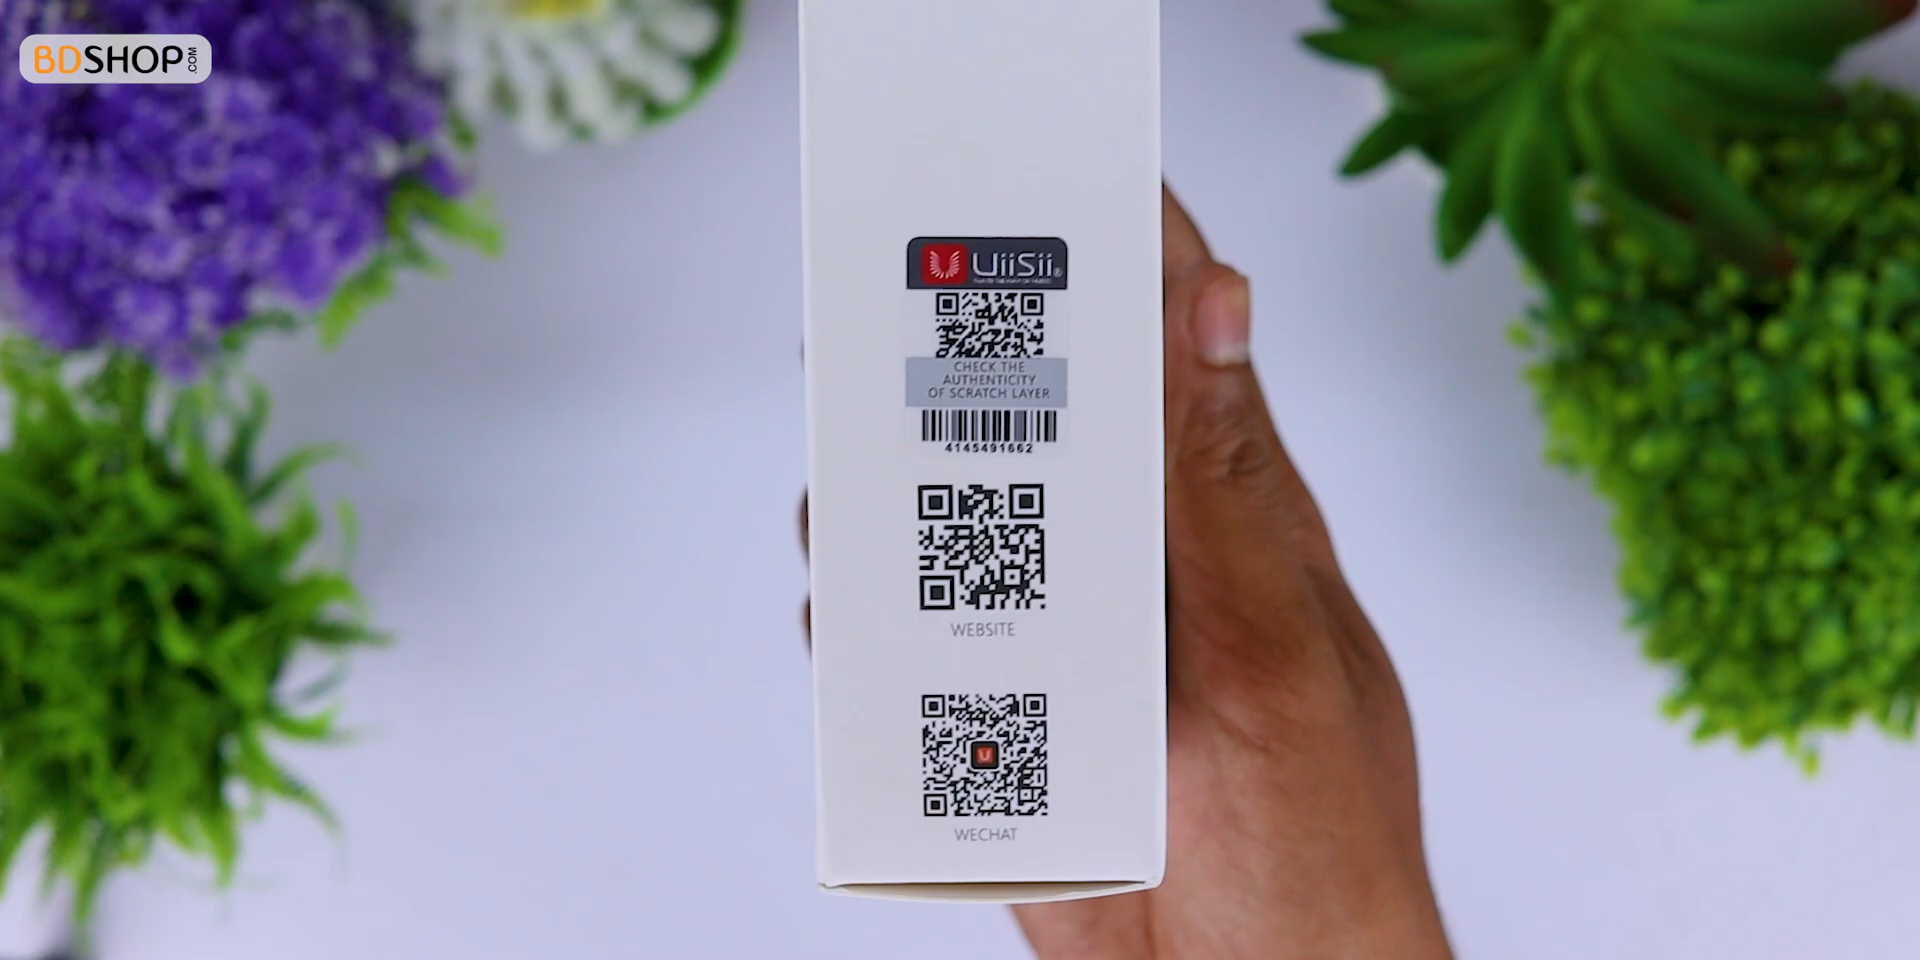 BDSHOP.COM
UiiSii®
CHECK THE
AUTHENTICITY
OF SCRATCH LAYER
4145491662
WEBSITE
WECHAT